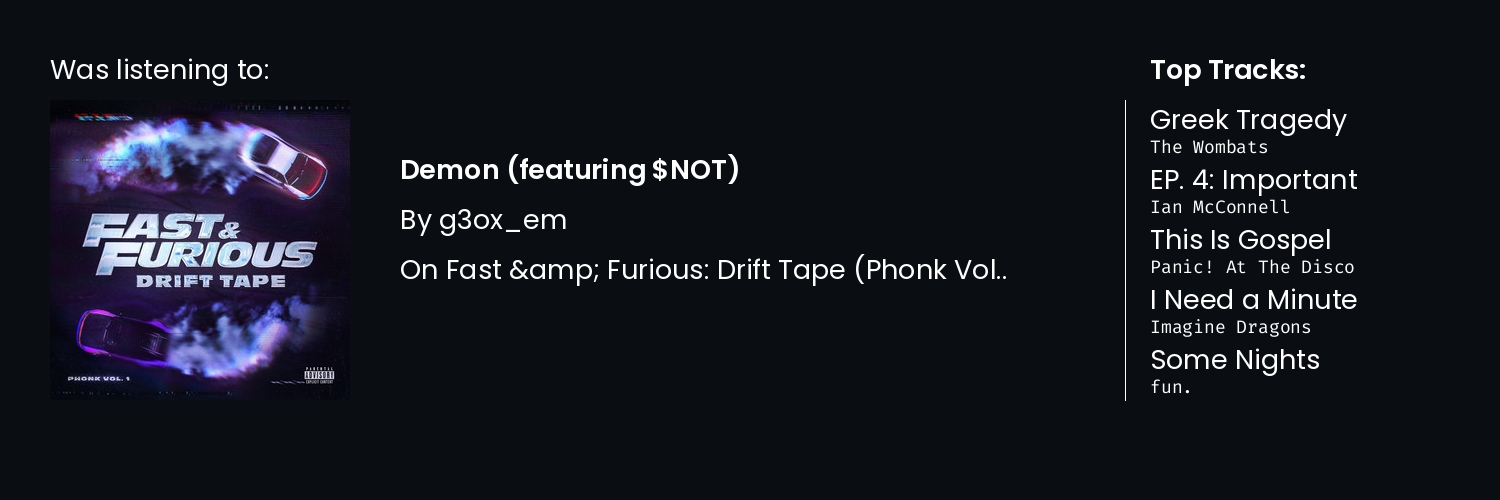 Was listening to:
FAST &
FURIOUS
DRIFT TAPE
PHONK VOL. 1
PARENTAL
ADVISORY
EXPLICIT CONTENT
Demon (featuring $NOT)
By g3ox_em
On Fast &amp; Furious: Drift Tape (Phonk Vol..
Top Tracks:
Greek Tragedy
The Wombats
EP. 4: Important
Ian McConnell
This Is Gospel
Panic! At The Disco
I Need a Minute
Imagine Dragons
Some Nights
fun.